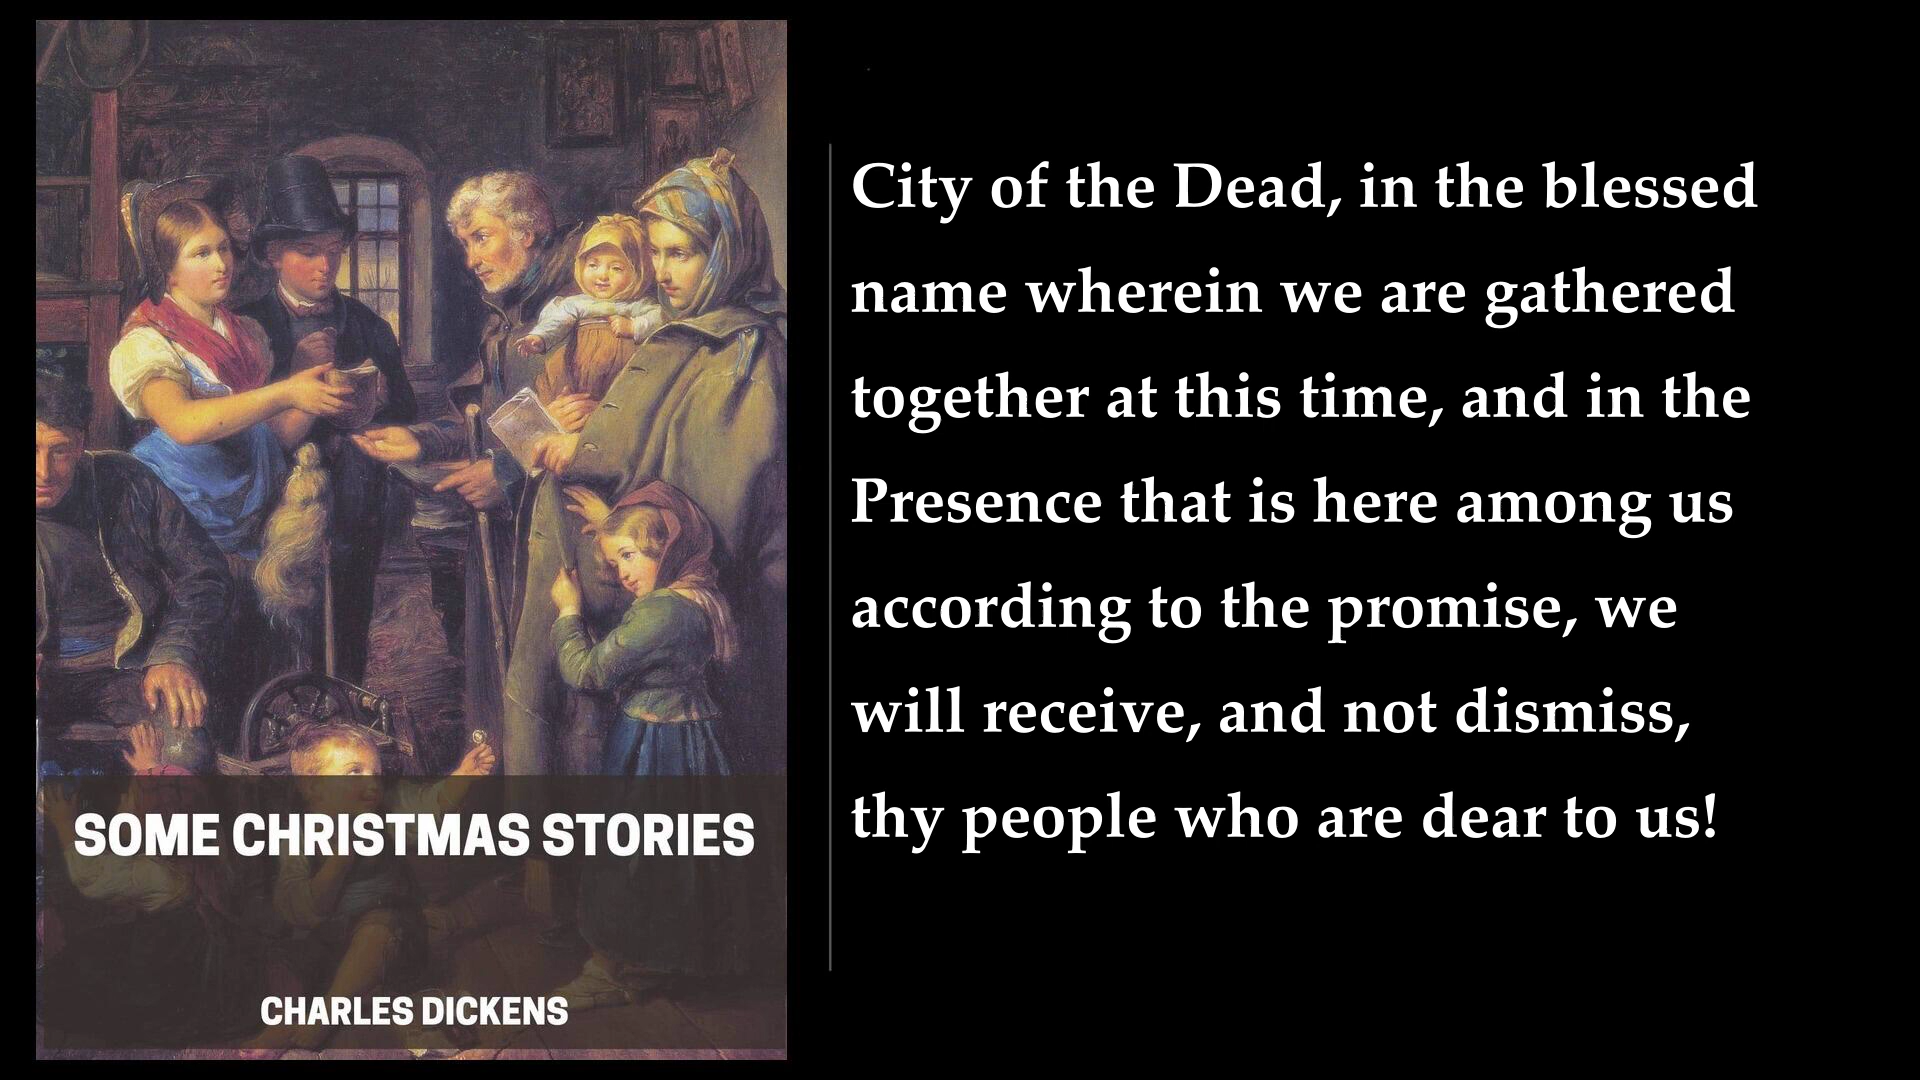 SOME CHRISTMAS STORIES
CHARLES DICKENS
City of the Dead, in the blessed
name wherein we are gathered
together at this time, and in the
Presence that is here among us
according to the promise, we
will receive, and not dismiss,
thy people who are dear to us!